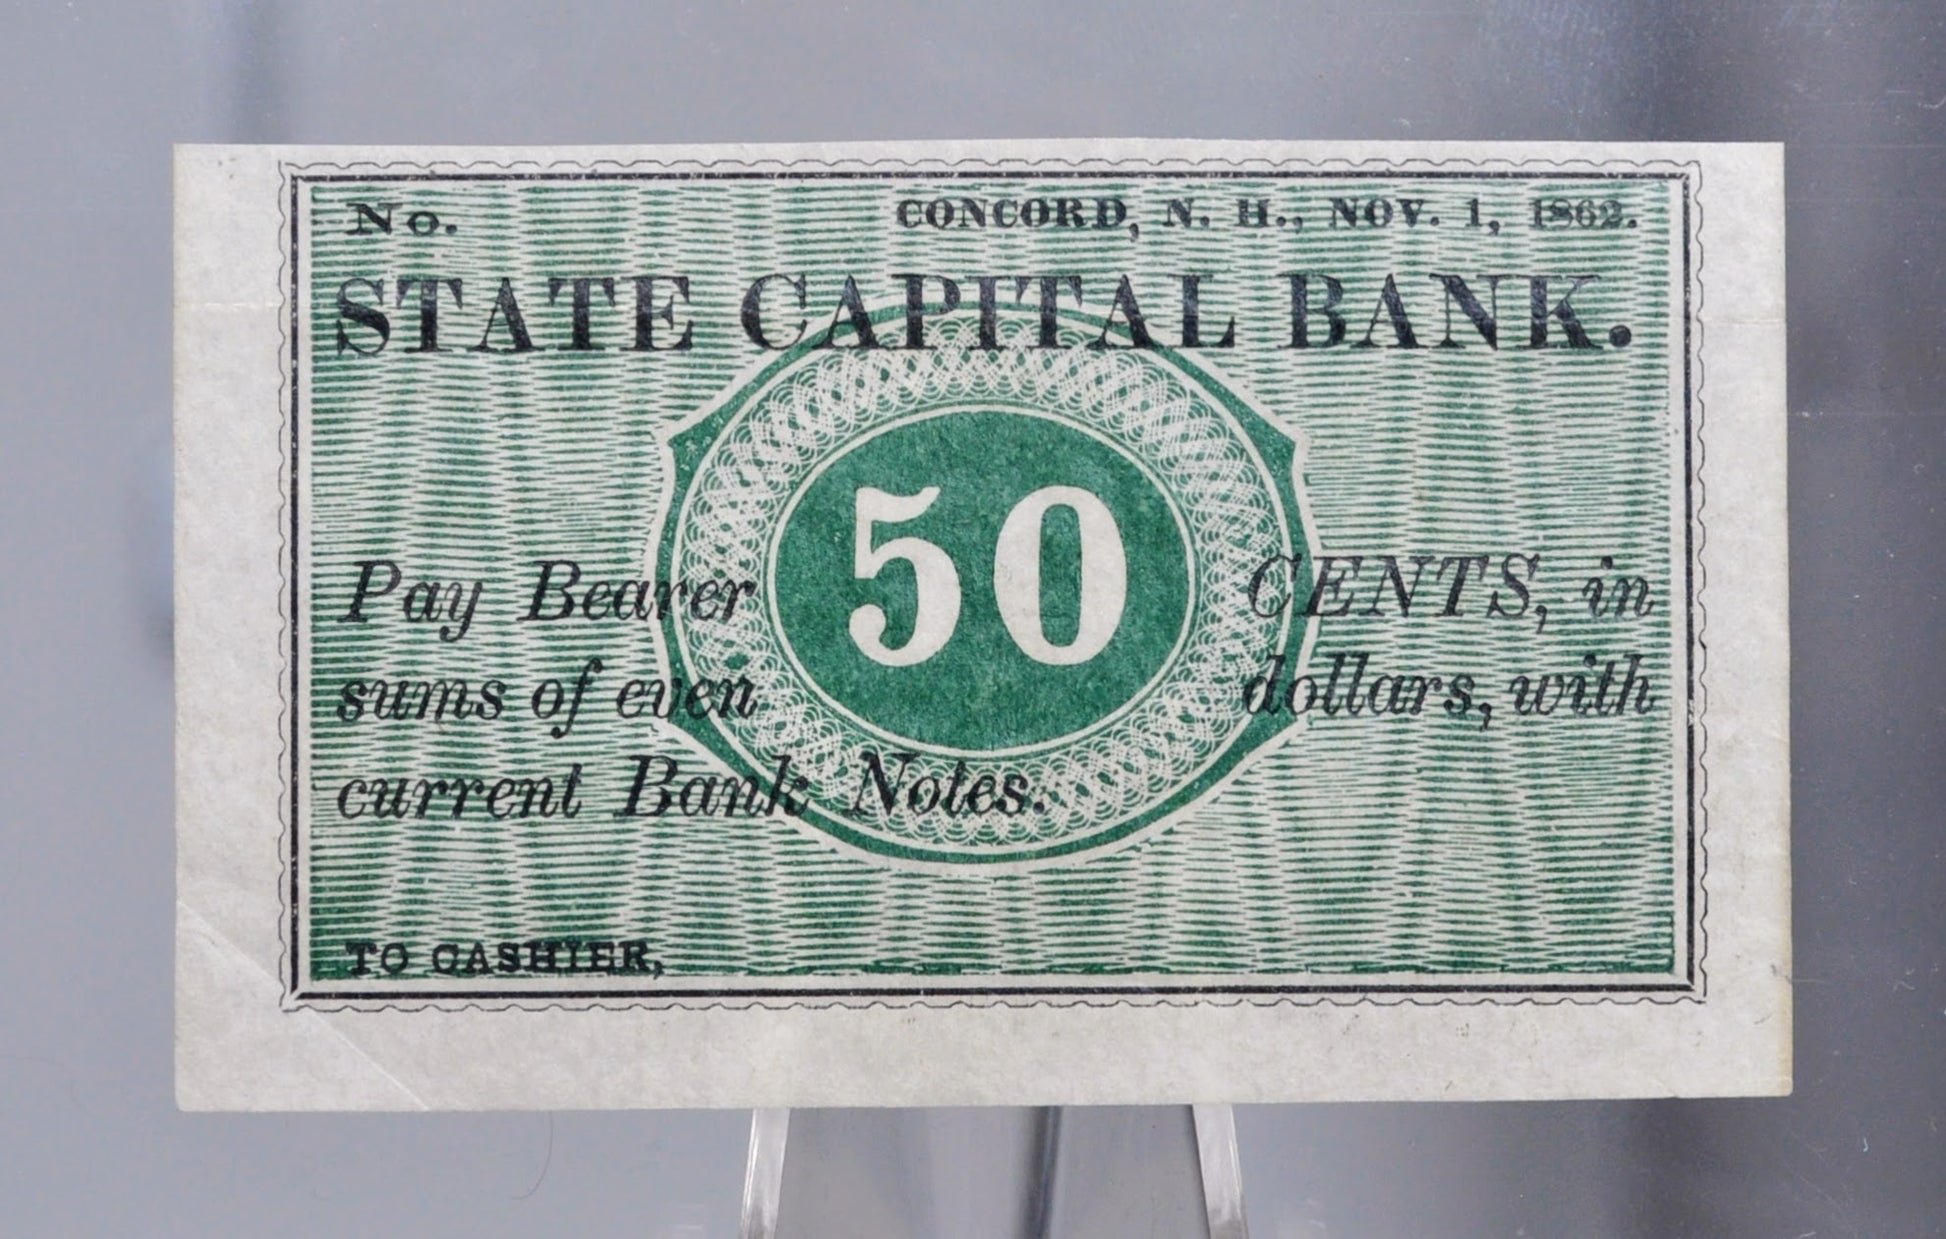 No. CONCORD, N. H., NOV. 1, 1862.
STATE CAPITAL BANK.
Pay Bearer 50 CENTS, in
sums of even dollars, with
current Bank Notes.
TO CASHIER,